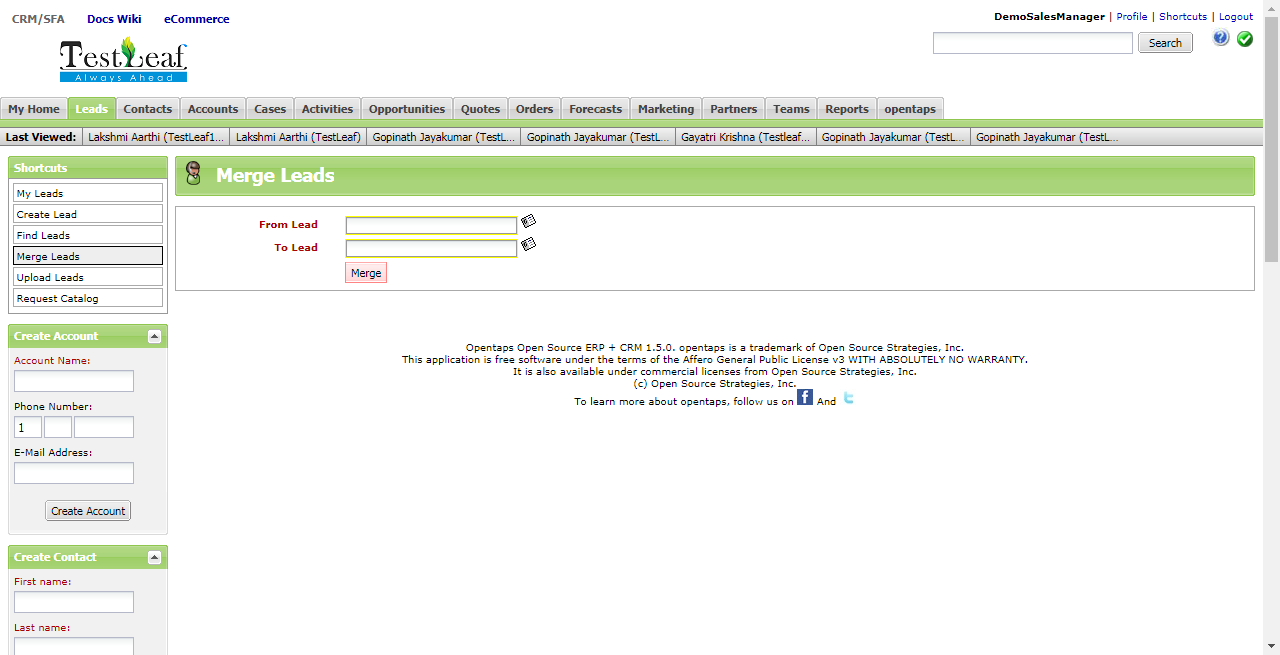 CRM/SFA Docs Wiki eCommerce
DemoSalesManager | Profile | Shortcuts | Logout
TestLeaf
Always Ahead
Search
My Home Leads Contacts Accounts Cases Activities Opportunities Quotes Orders Forecasts Marketing Partners Teams Reports opentaps
Last Viewed: Lakshmi Aarthi (TestLeaf1... Lakshmi Aarthi (TestLeaf) Gopinath Jayakumar (TestL... Gopinath Jayakumar (TestL... Gayatri Krishna (Testleaf... Gopinath Jayakumar (TestL... Gopinath Jayakumar (TestL...
Shortcuts
My Leads
Create Lead
Find Leads
Merge Leads
Upload Leads
Request Catalog
Create Account
Account Name:
Phone Number:
1
E-Mail Address:
Create Account
Create Contact
First name:
Last name:
Merge Leads
From Lead
To Lead
Merge
Opentaps Open Source ERP + CRM 1.5.0. opentaps is a trademark of Open Source Strategies, Inc.
This application is free software under the terms of the Affero General Public License v3 WITH ABSOLUTELY NO WARRANTY.
It is also available under commercial licenses from Open Source Strategies, Inc.
(c) Open Source Strategies, Inc.
To learn more about opentaps, follow us on f And t